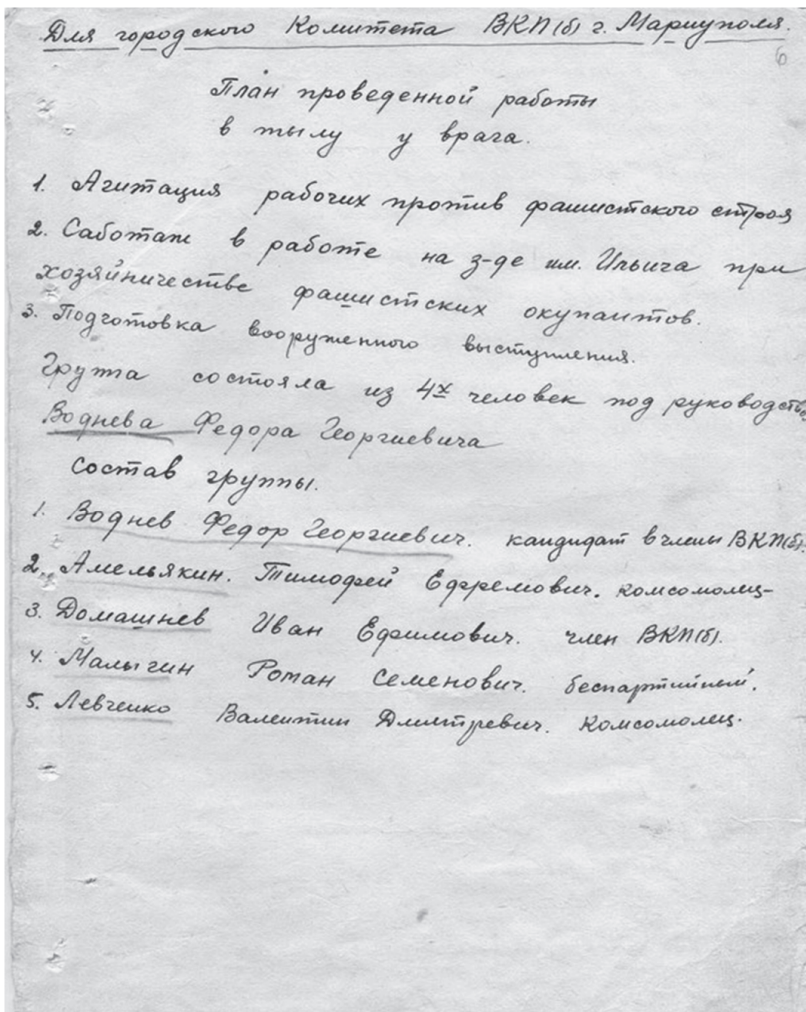 Для городского Комитета ВКП(б) г. Мариуполя.
6
План проведенной работы
в тылу у врага.
1. Агитация рабочих против фашистского строя
2. Саботаж в работе на з-де им. Ильича при
хозяйничестве фашистских окупантов.
3. Подготовка вооруженного выступления.
Группа состояла из 4х человек под руководство
Воднева Федора Георгиевича
Состав группы.
1. Воднев Федор Георгиевич. кандидат в члены ВКП(б).
2. Амельякин. Тимофей Ефремович. комсомолец-
3. Домашнев Иван Ефимович. член ВКП(б).
4. Малыгин Роман Семенович. беспартийный.
5. Левченко Валентин Дмитревич. Комсомолец.